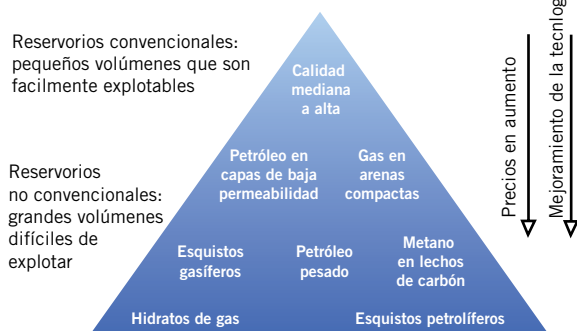 Reservorios convencionales:
pequeños volúmenes que son
facilmente explotables
Calidad
mediana
a alta
Reservorios
no convencionales:
grandes volúmenes
difíciles de
explotar
Petróleo en
capas de baja
permeabilidad
Gas en
arenas
compactas
Esquistos
gasíferos
Petróleo
pesado
Metano
en lechos
de carbón
Hidratos de gas
Esquistos petrolíferos
Precios en aumento
Mejoramiento de la